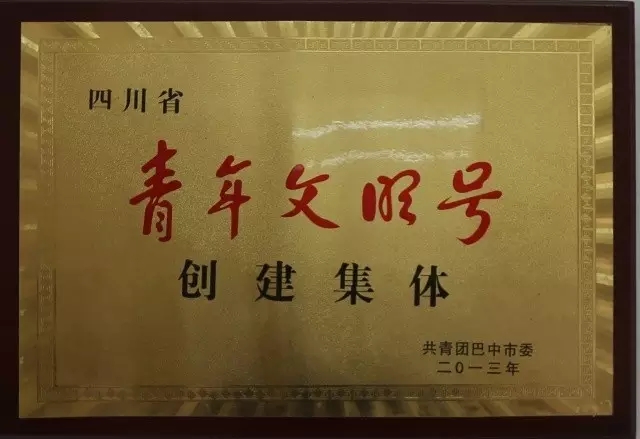 四川省
青年文明号
创建集体
共青团巴中市委
二0一三年